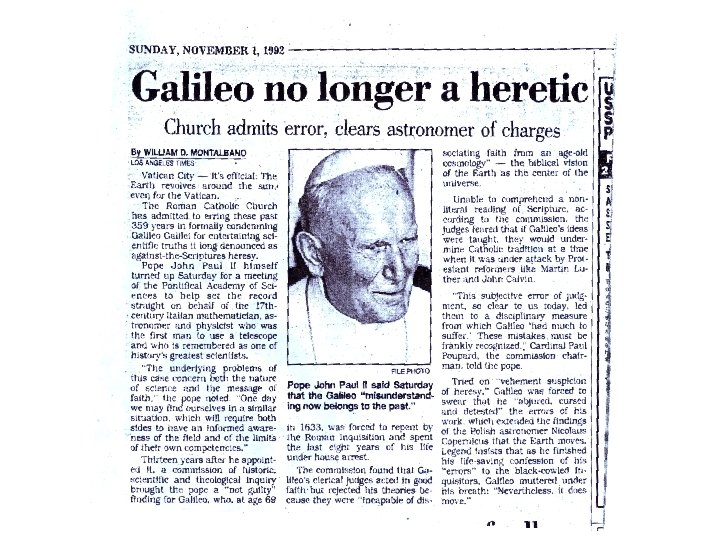 SUNDAY, NOVEMBER 1, 1992
Galileo no longer a heretic
Church admits error, clears astronomer of charges
By WILLIAM D. MONTALBANO
LOS ANGELES TIMES
Vatican City — It's official: The
Earth revolves around the sun,
even for the Vatican.
The Roman Catholic Church
has admitted to erring these past
359 years in formally condemning
Galileo Galilei for entertaining sci-
entific truths it long denounced as
against-the-Scriptures heresy.
Pope John Paul II himself
turned up Saturday for a meeting
of the Pontifical Academy of Sci-
ences to help set the record
straight on behalf of the 17th-
century Italian mathematician, as-
tronomer and physicist who was
the first man to use a telescope
and who is remembered as one of
history's greatest scientists.
"The underlying problems of
this case concern both the nature
of science and the message of
faith," the pope noted. "One day
we may find ourselves in a similar
situation, which will require both
sides to have an informed aware-
ness of the field and of the limits
of their own competencies."
Thirteen years after he appoint-
ed it, a commission of historic,
scientific and theological inquiry
brought the pope a "not guilty"
finding for Galileo, who, at age 69
FILE PHOTO
Pope John Paul II said Saturday
that the Galileo "misunderstand-
ing now belongs to the past."
in 1633, was forced to repent by
the Roman Inquisition and spent
the last eight years of his life
under house arrest.
The commission found that Ga-
lileo's clerical judges acted in good
faith but rejected his theories be-
cause they were "incapable of dis-
sociating faith from an age-old
cosmology" — the biblical vision
of the Earth as the center of the
universe.
Unable to comprehend a non-
literal reading of Scripture, ac-
cording to the commission, the
judges feared that if Galileo's ideas
were taught, they would under-
mine Catholic tradition at a time
when it was under attack by Prot-
estant reformers like Martin Lu-
ther and John Calvin.
"This subjective error of judg-
ment, so clear to us today, led
them to a disciplinary measure
from which Galileo 'had much to
suffer.' These mistakes must be
frankly recognized," Cardinal Paul
Poupard, the commission chair-
man, told the pope.
Tried on "vehement suspicion
of heresy," Galileo was forced to
swear that he "abjured, cursed
and detested" the errors of his
work, which extended the findings
of the Polish astronomer Nicolaus
Copernicus that the Earth moves.
Legend insists that as he finished
his life-saving confession of his
"errors" to the black-cowled in-
quisitors, Galileo muttered under
his breath: "Nevertheless, it does
move."